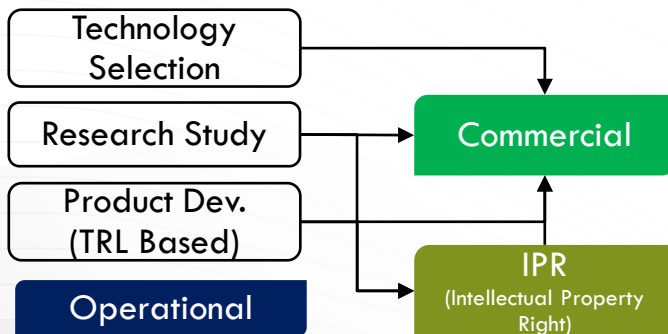 Technology
Selection
Research Study
Commercial
Product Dev.
(TRL Based)
IPR
(Intellectual Property
Right)
Operational